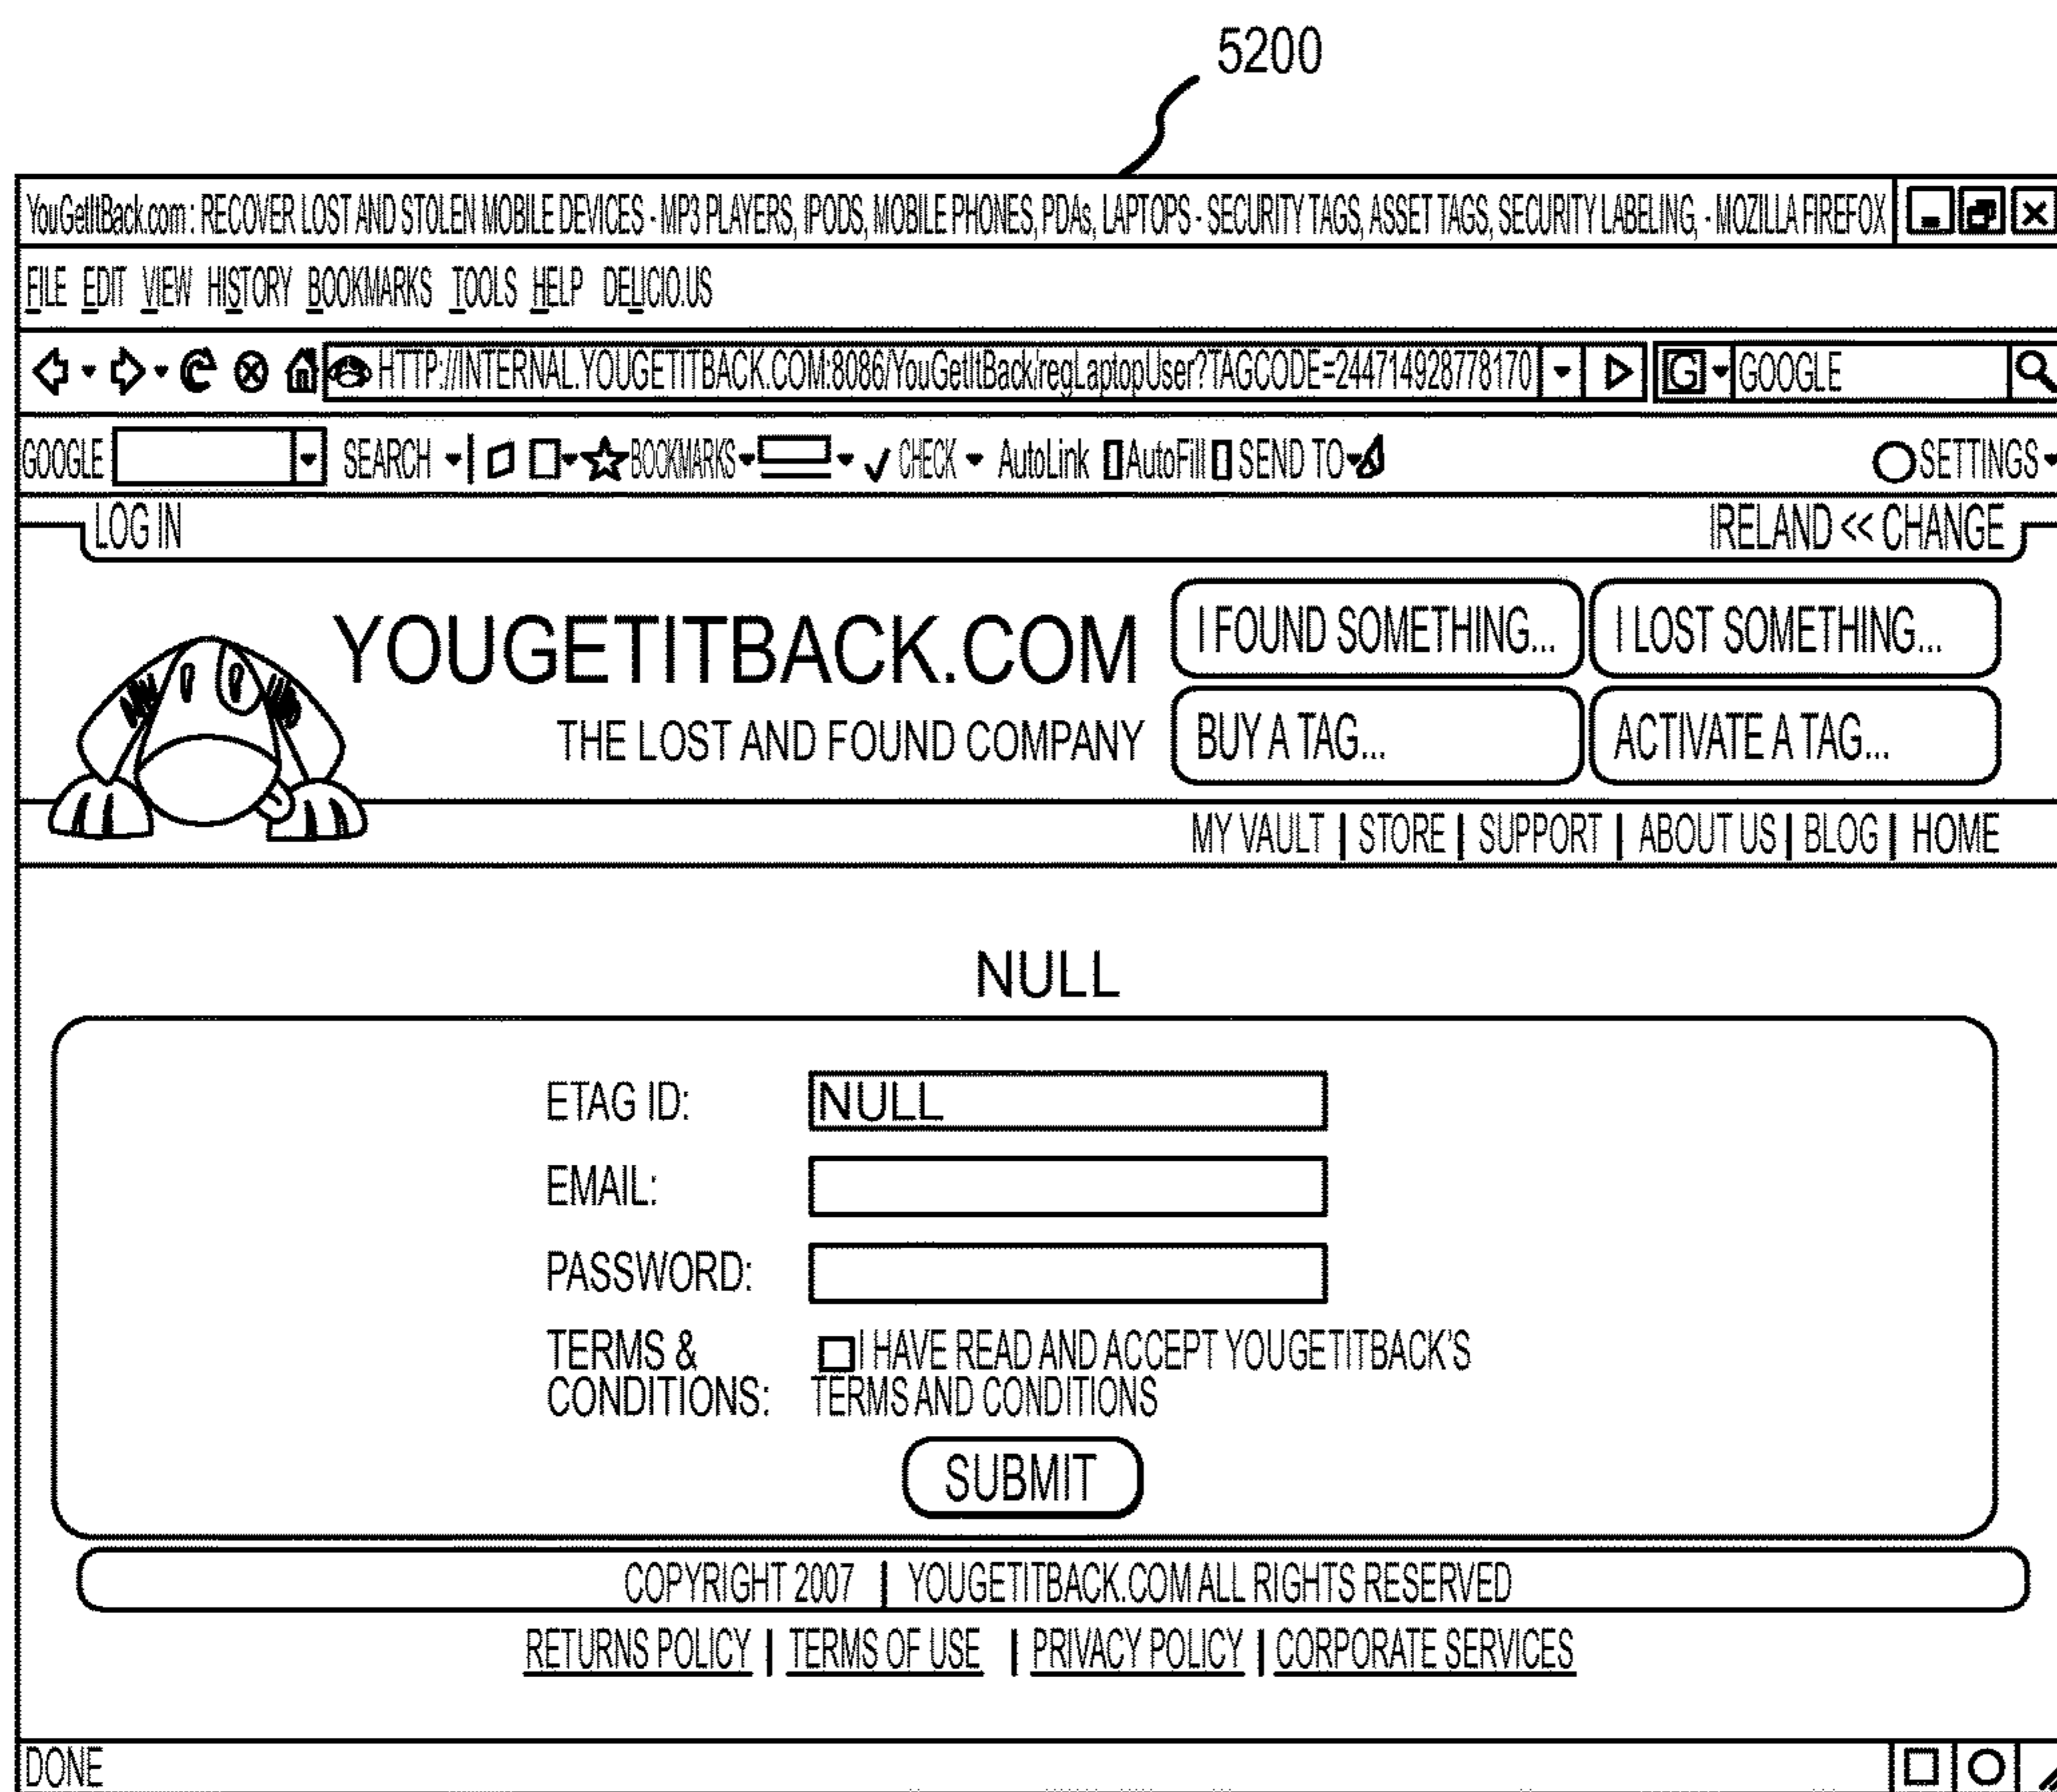 5200
YouGetItBack.com : RECOVER LOST AND STOLEN MOBILE DEVICES - MP3 PLAYERS, IPODS, MOBILE PHONES, PDAs, LAPTOPS - SECURITY TAGS, ASSET TAGS, SECURITY LABELING, - MOZILLA FIREFOX
FILE EDIT VIEW HISTORY BOOKMARKS TOOLS HELP DELICIO.US
HTTP://INTERNAL.YOUGETITBACK.COM:8086/YouGetItBack/regLaptopUser?TAGCODE=244714928778170 G GOOGLE
GOOGLE SEARCH BOOKMARKS CHECK AutoLink AutoFill SEND TO SETTINGS
LOG IN IRELAND << CHANGE
YOUGETITBACK.COM
THE LOST AND FOUND COMPANY
I FOUND SOMETHING... I LOST SOMETHING...
BUY A TAG... ACTIVATE A TAG...
MY VAULT | STORE | SUPPORT | ABOUT US | BLOG | HOME
NULL
ETAG ID: NULL
EMAIL:
PASSWORD:
TERMS & I HAVE READ AND ACCEPT YOUGETITBACK'S
CONDITIONS: TERMS AND CONDITIONS
SUBMIT
COPYRIGHT 2007 | YOUGETITBACK.COM ALL RIGHTS RESERVED
RETURNS POLICY | TERMS OF USE | PRIVACY POLICY | CORPORATE SERVICES
DONE